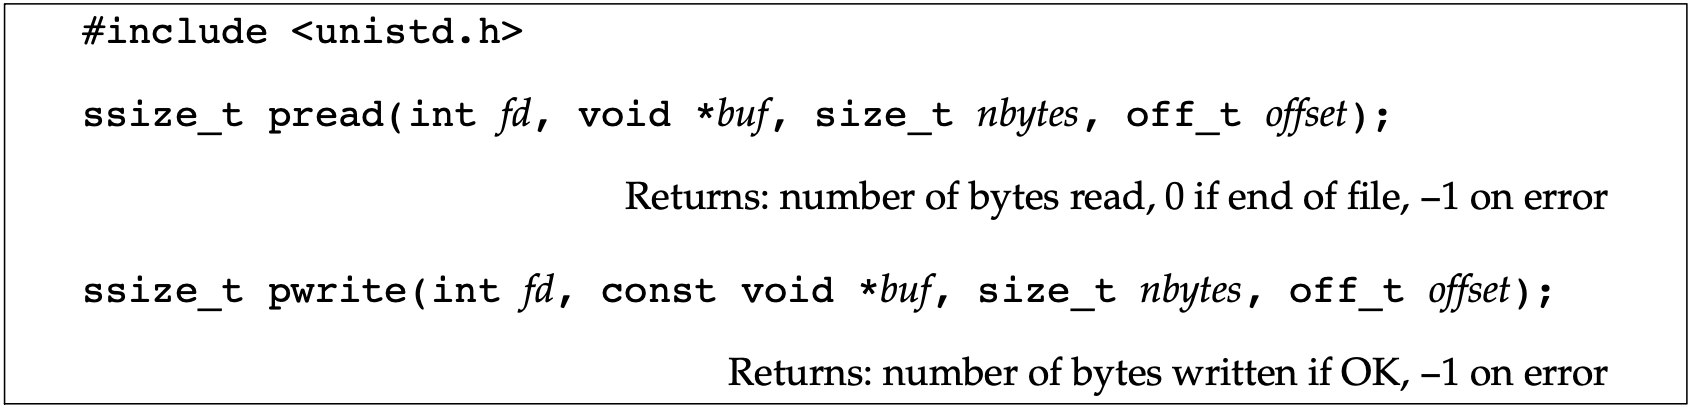 #include <unistd.h>
ssize_t pread(int fd, void *buf, size_t nbytes, off_t offset);
Returns: number of bytes read, 0 if end of file, –1 on error
ssize_t pwrite(int fd, const void *buf, size_t nbytes, off_t offset);
Returns: number of bytes written if OK, –1 on error